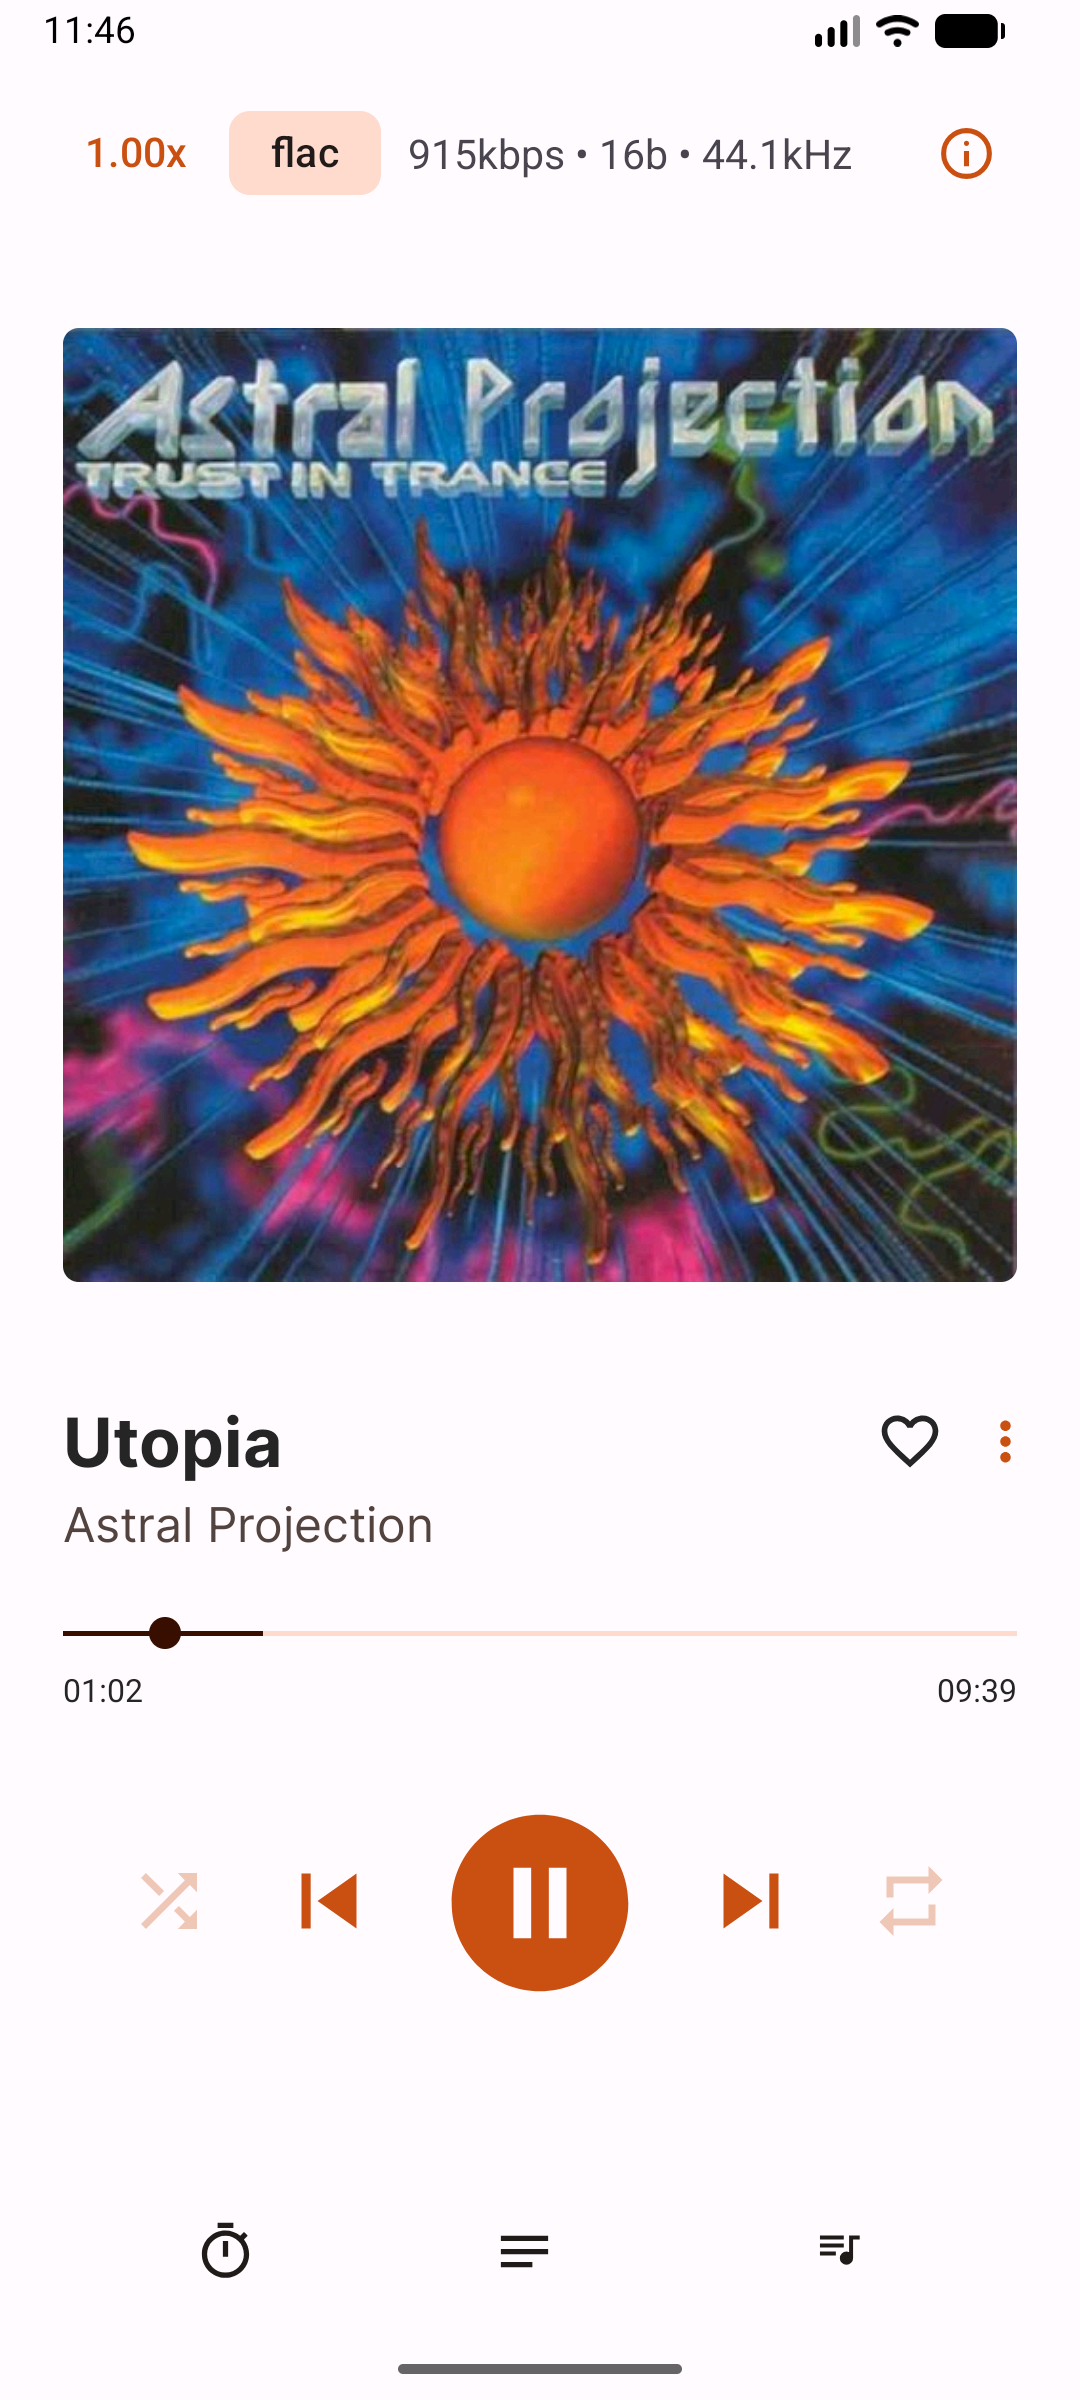 11:46
1.00x flac 915kbps • 16b • 44.1kHz
Astral Projection
TRUST IN TRANCE
Utopia
Astral Projection
01:02 09:39